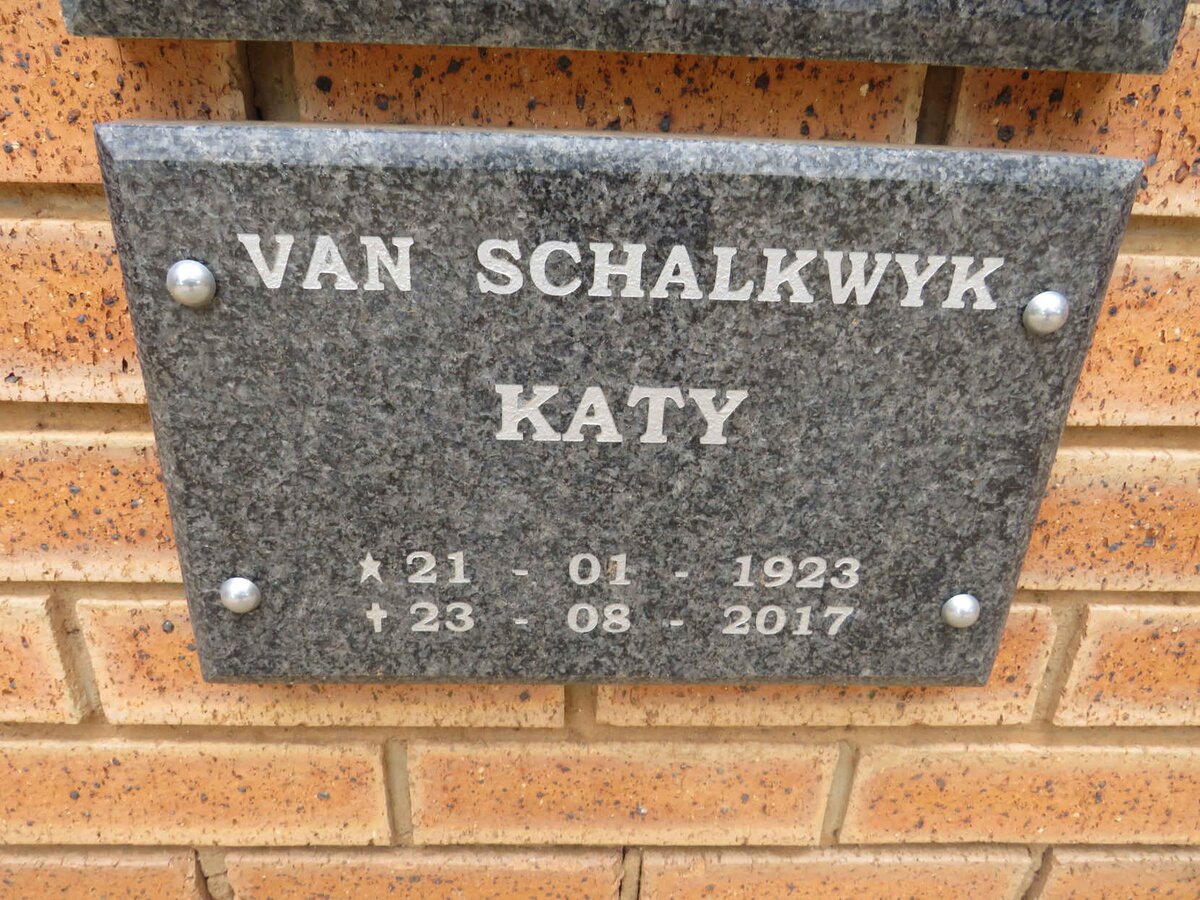 VAN SCHALKWYK
KATY
★ 21 - 01 - 1923
✝ 23 - 08 - 2017